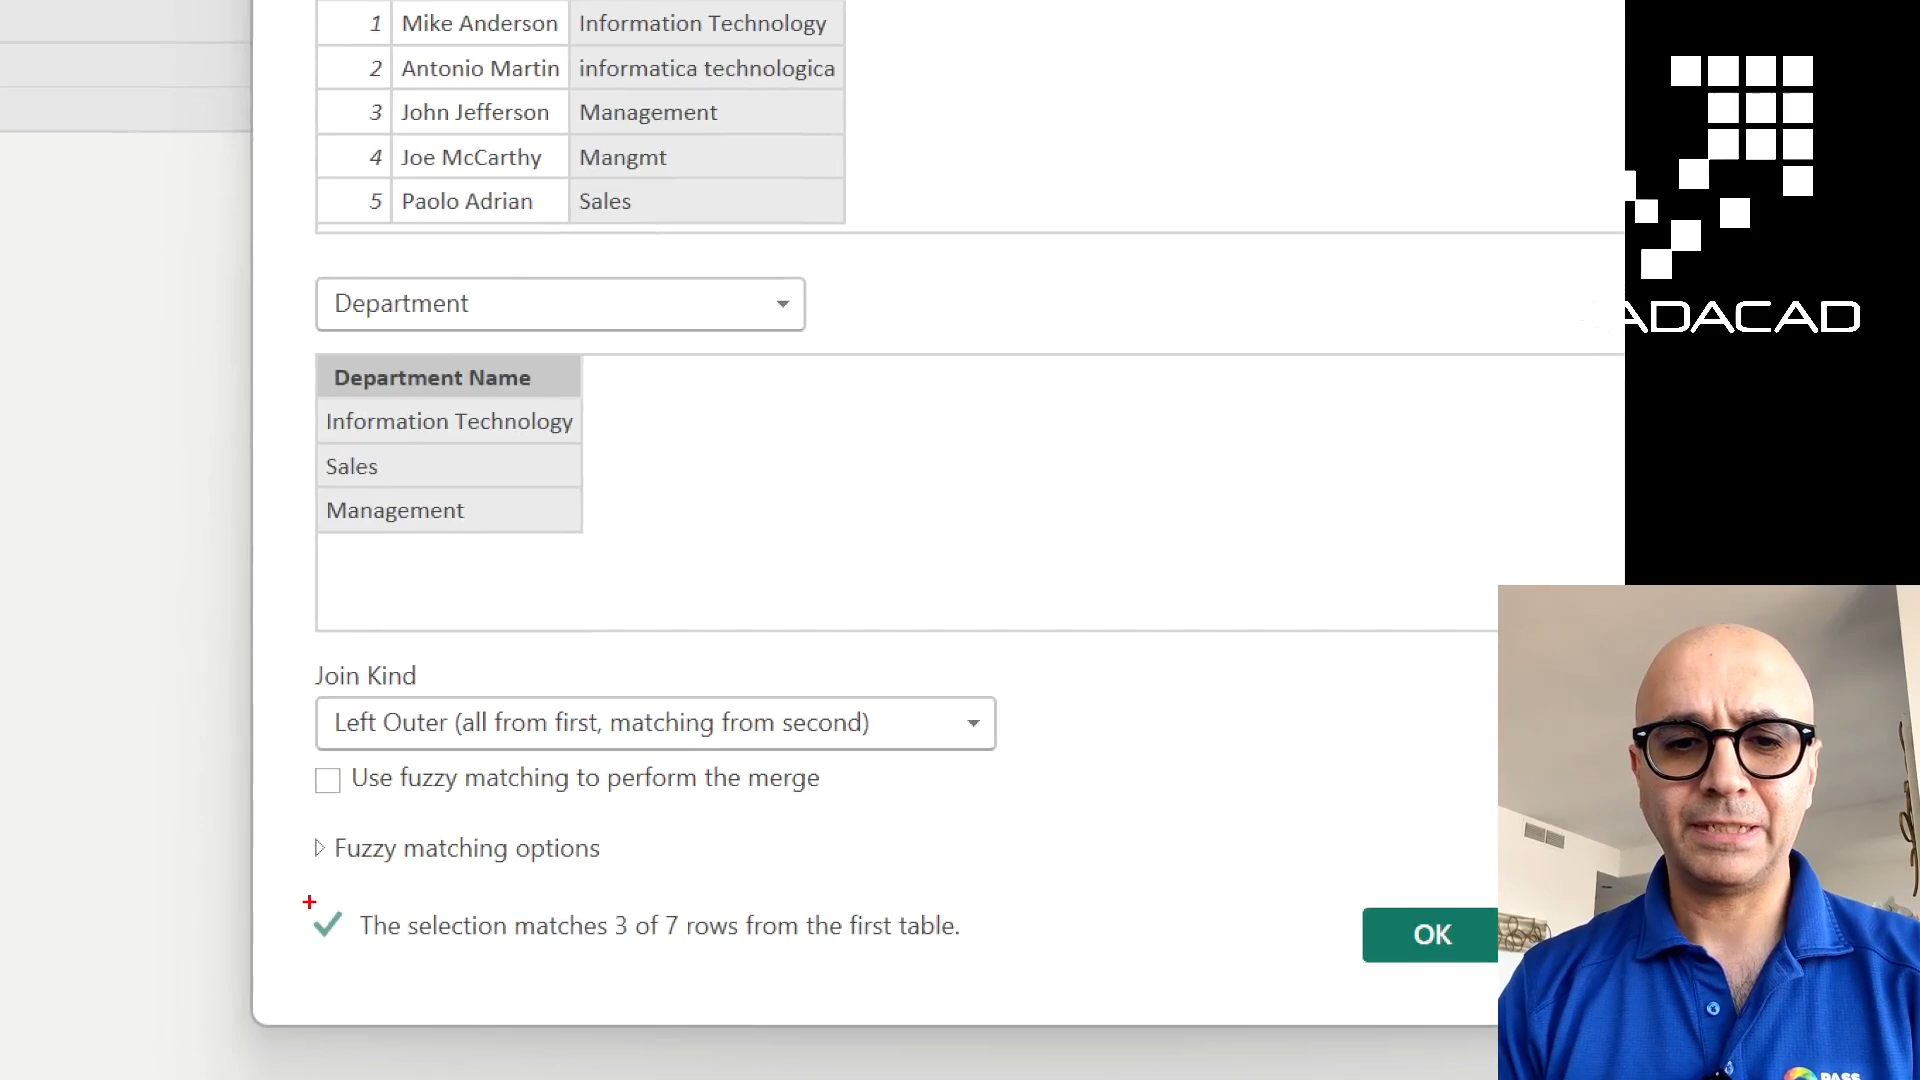 1 Mike Anderson Information Technology
2 Antonio Martin informatica technologica
3 John Jefferson Management
4 Joe McCarthy Mangmt
5 Paolo Adrian Sales
ADACAD
Department
Department Name
Information Technology
Sales
Management
Join Kind
Left Outer (all from first, matching from second)
Use fuzzy matching to perform the merge
Fuzzy matching options
The selection matches 3 of 7 rows from the first table.
OK
PASS